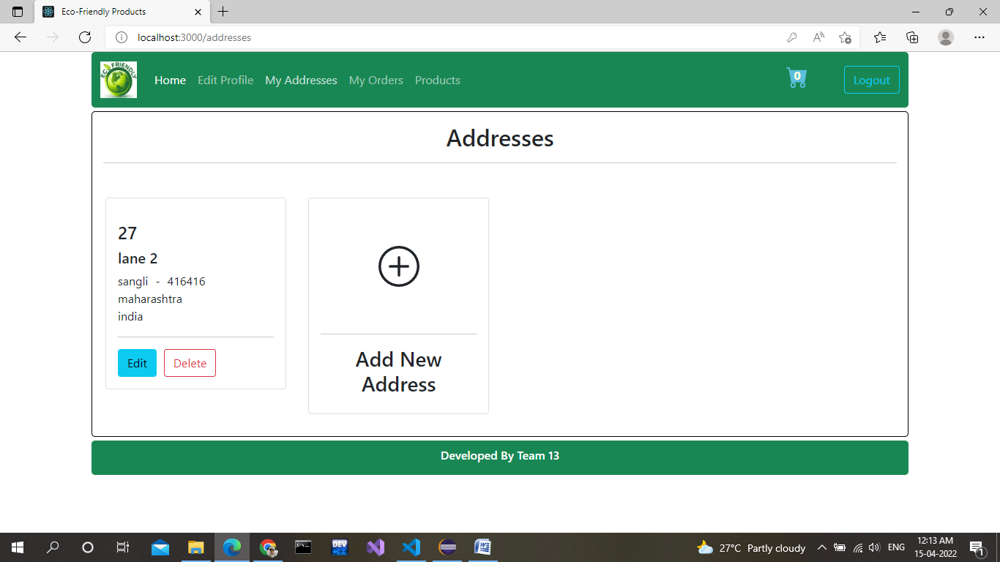 Eco-Friendly Products
localhost:3000/addresses
ECO FRIENDLY
Home Edit Profile My Addresses My Orders Products 0 Logout
Addresses
27
lane 2
sangli - 416416
maharashtra
india
Edit Delete
Add New
Address
Developed By Team 13
DEV
27°C Partly cloudy ENG 12:13 AM
15-04-2022
1